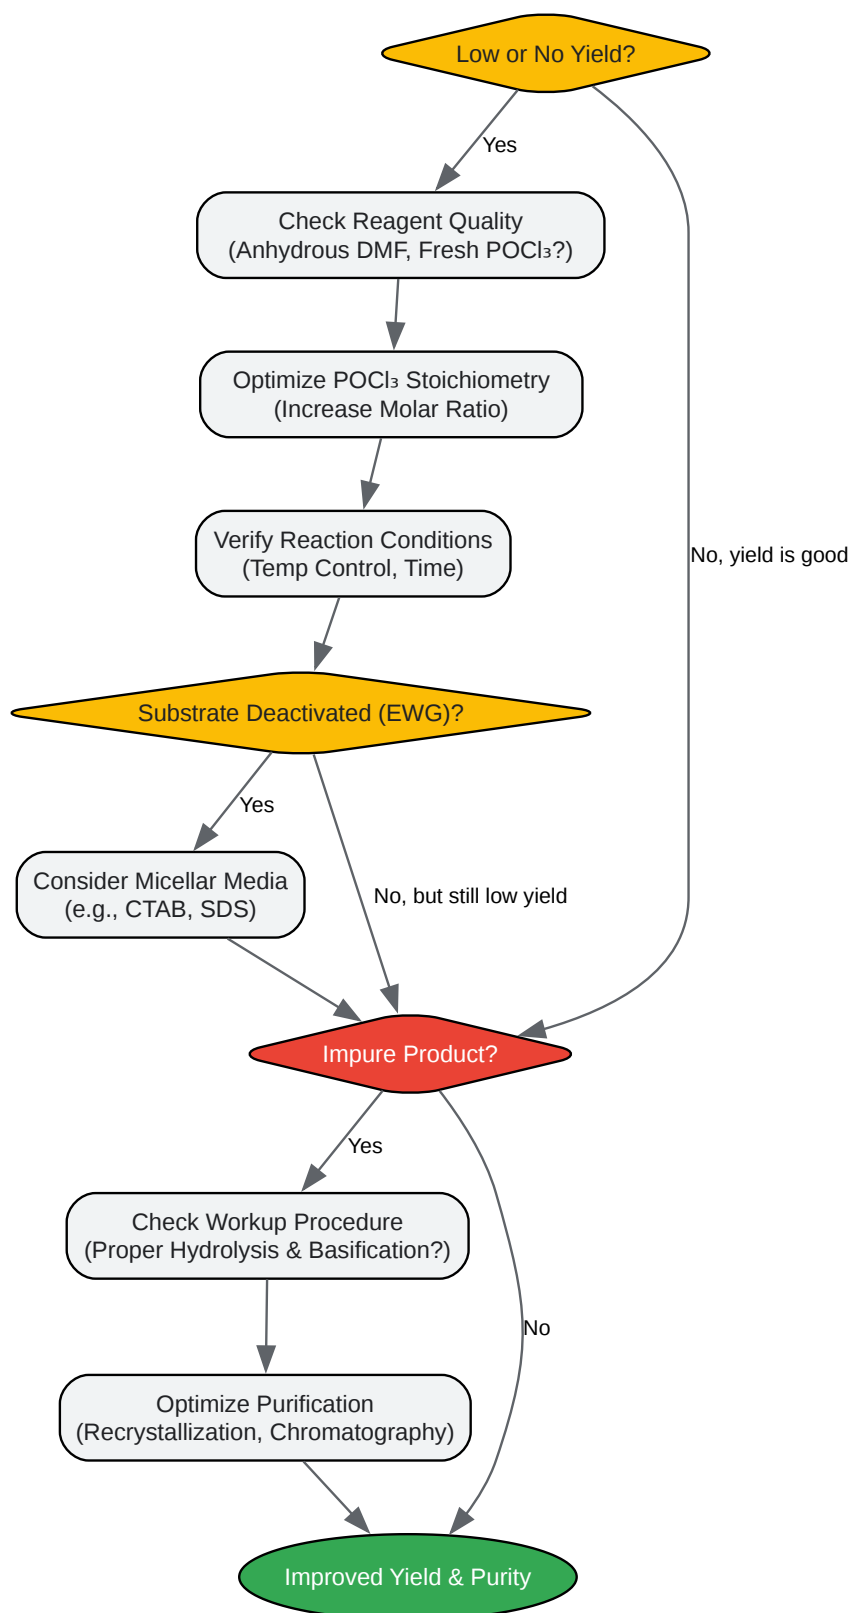 Low or No Yield?
Yes
Check Reagent Quality
(Anhydrous DMF, Fresh POCl₃?)
Optimize POCl₃ Stoichiometry
(Increase Molar Ratio)
Verify Reaction Conditions
(Temp Control, Time)
No, yield is good
Substrate Deactivated (EWG)?
Yes
Consider Micellar Media
(e.g., CTAB, SDS)
No, but still low yield
Impure Product?
Yes
Check Workup Procedure
(Proper Hydrolysis & Basification?)
No
Optimize Purification
(Recrystallization, Chromatography)
Improved Yield & Purity